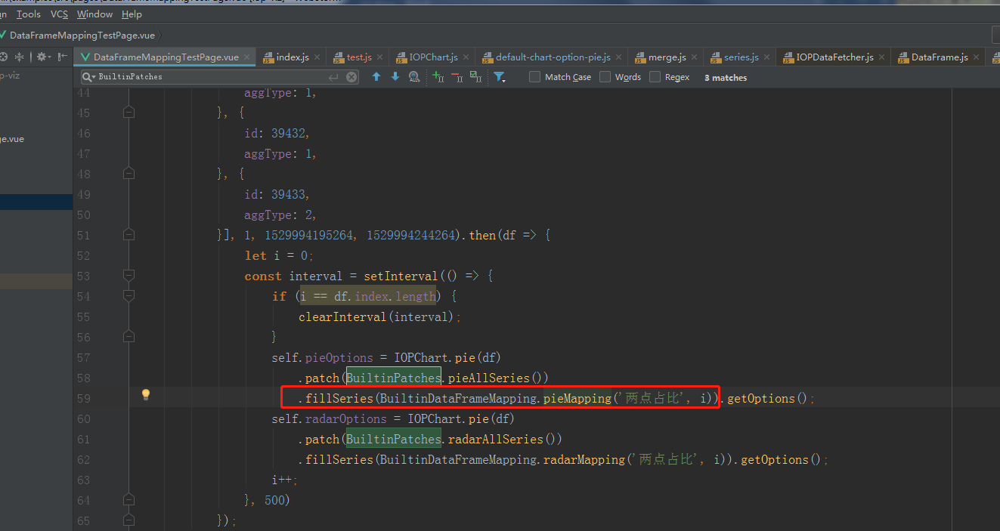 Tools VCS Window Help
DataFrameMappingTestPage.vue
p-viz
DataFrameMappingTestPage.vue × index.js × test.js × IOPChart.js × default-chart-option-pie.js × merge.js × series.js × IOPDataFetcher.js × DataFrame.js ×
BuiltinPatches Match Case Words Regex 3 matches
44 aggType: 1,
45 }, {
46 id: 39432,
47 aggType: 1,
48 }, {
49 id: 39433,
50 aggType: 2,
51 }], 1, 1529994195264, 1529994244264).then(df => {
52 let i = 0;
53 const interval = setInterval(() => {
54 if (i == df.index.length) {
55 clearInterval(interval);
56 }
57 self.pieOptions = IOPChart.pie(df)
58 .patch(BuiltinPatches.pieAllSeries())
59 .fillSeries(BuiltinDataFrameMapping.pieMapping('两点占比', i)).getOptions();
60 self.radarOptions = IOPChart.pie(df)
61 .patch(BuiltinPatches.radarAllSeries())
62 .fillSeries(BuiltinDataFrameMapping.radarMapping('两点占比', i)).getOptions();
63 i++;
64 }, 500)
65 });